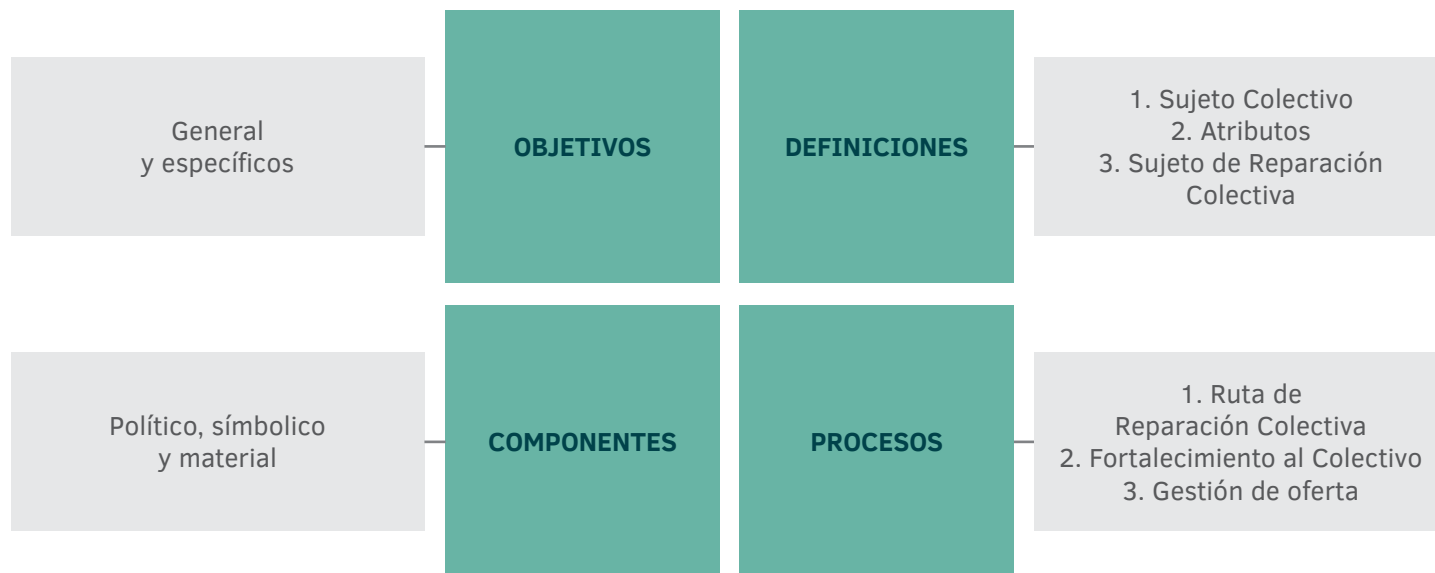 General
y específicos
OBJETIVOS
DEFINICIONES
1. Sujeto Colectivo
2. Atributos
3. Sujeto de Reparación
Colectiva
Político, símbolico
y material
COMPONENTES
PROCESOS
1. Ruta de
Reparación Colectiva
2. Fortalecimiento al Colectivo
3. Gestión de oferta